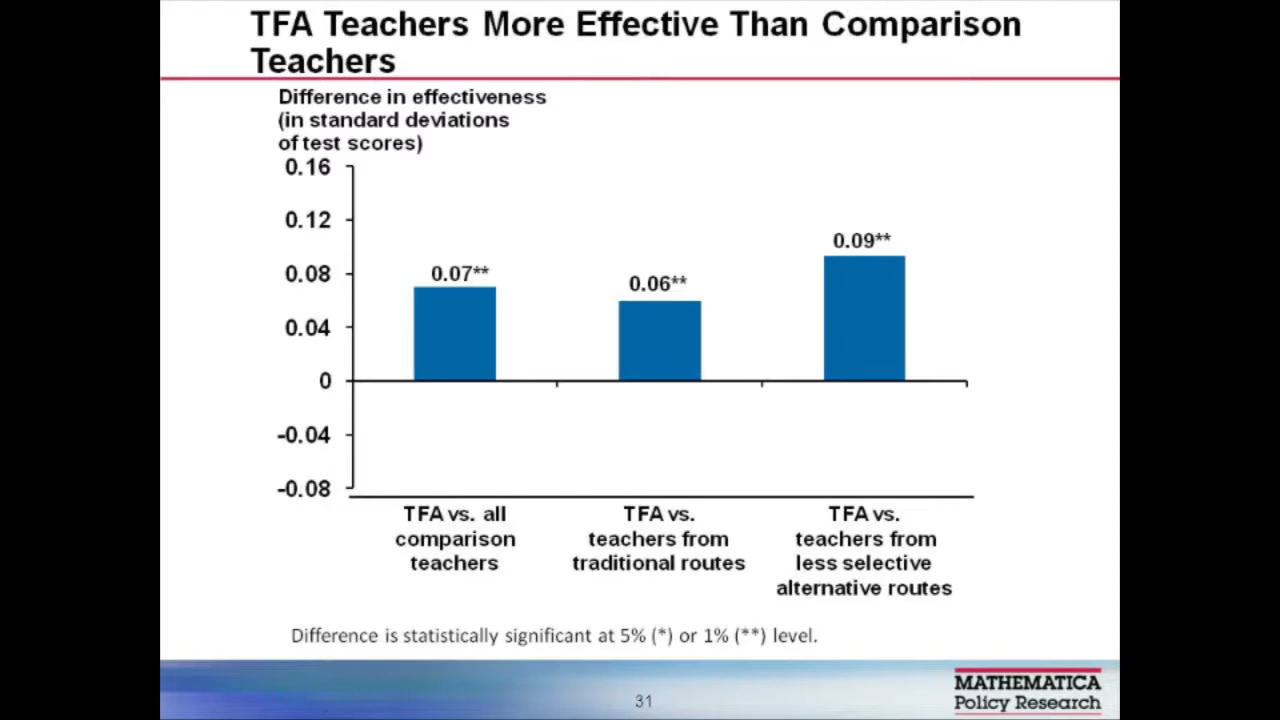 TFA Teachers More Effective Than Comparison
Teachers
Difference in effectiveness
(in standard deviations
of test scores)
0.16
0.12
0.08
0.04
0
-0.04
-0.08
0.07**
0.06**
0.09**
TFA vs. all
comparison
teachers
TFA vs.
teachers from
traditional routes
TFA vs.
teachers from
less selective
alternative routes
Difference is statistically significant at 5% (*) or 1% (**) level.
31
MATHEMATICA
Policy Research